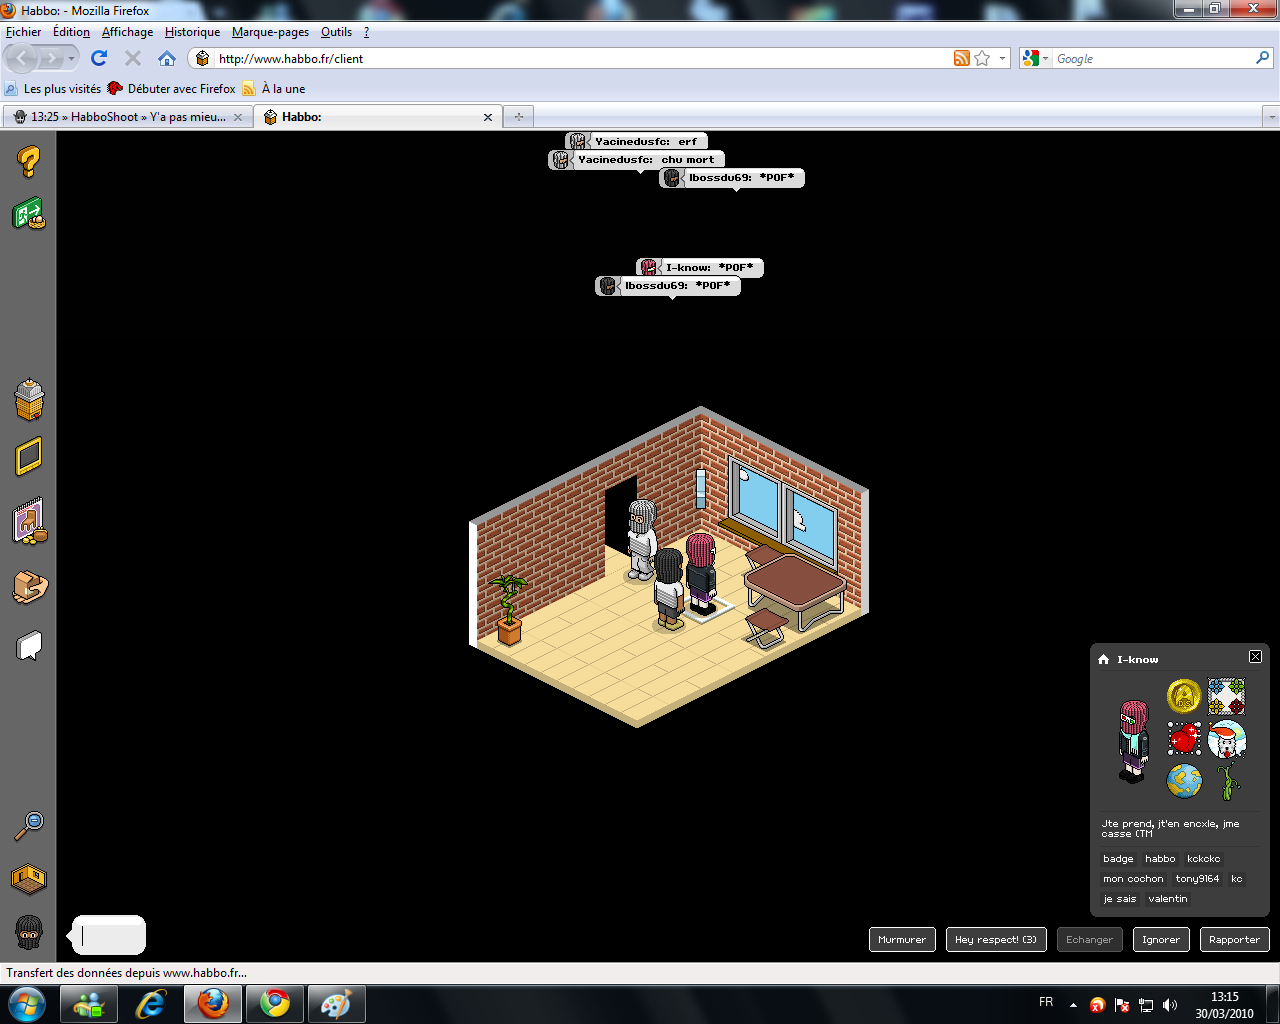 Habbo: - Mozilla Firefox
Fichier Édition Affichage Historique Marque-pages Outils ?
http://www.habbo.fr/client
Google
Les plus visités Débuter avec Firefox À la une
13:25 » HabboShoot » Y'a pas mieu...
Habbo:
Yacinedusfc: erf
Yacinedusfc: chu mort
lbossdu69: *POF*
I-know: *POF*
lbossdu69: *POF*
I-know
Jte prend, jt'en encxle, jme
casse (TM
badge habbo kckckc
mon cochon tony9164 kc
je sais valentin
Murmurer Hey respect! (3) Echanger Ignorer Rapporter
Transfert des données depuis www.habbo.fr...
FR
13:15
30/03/2010